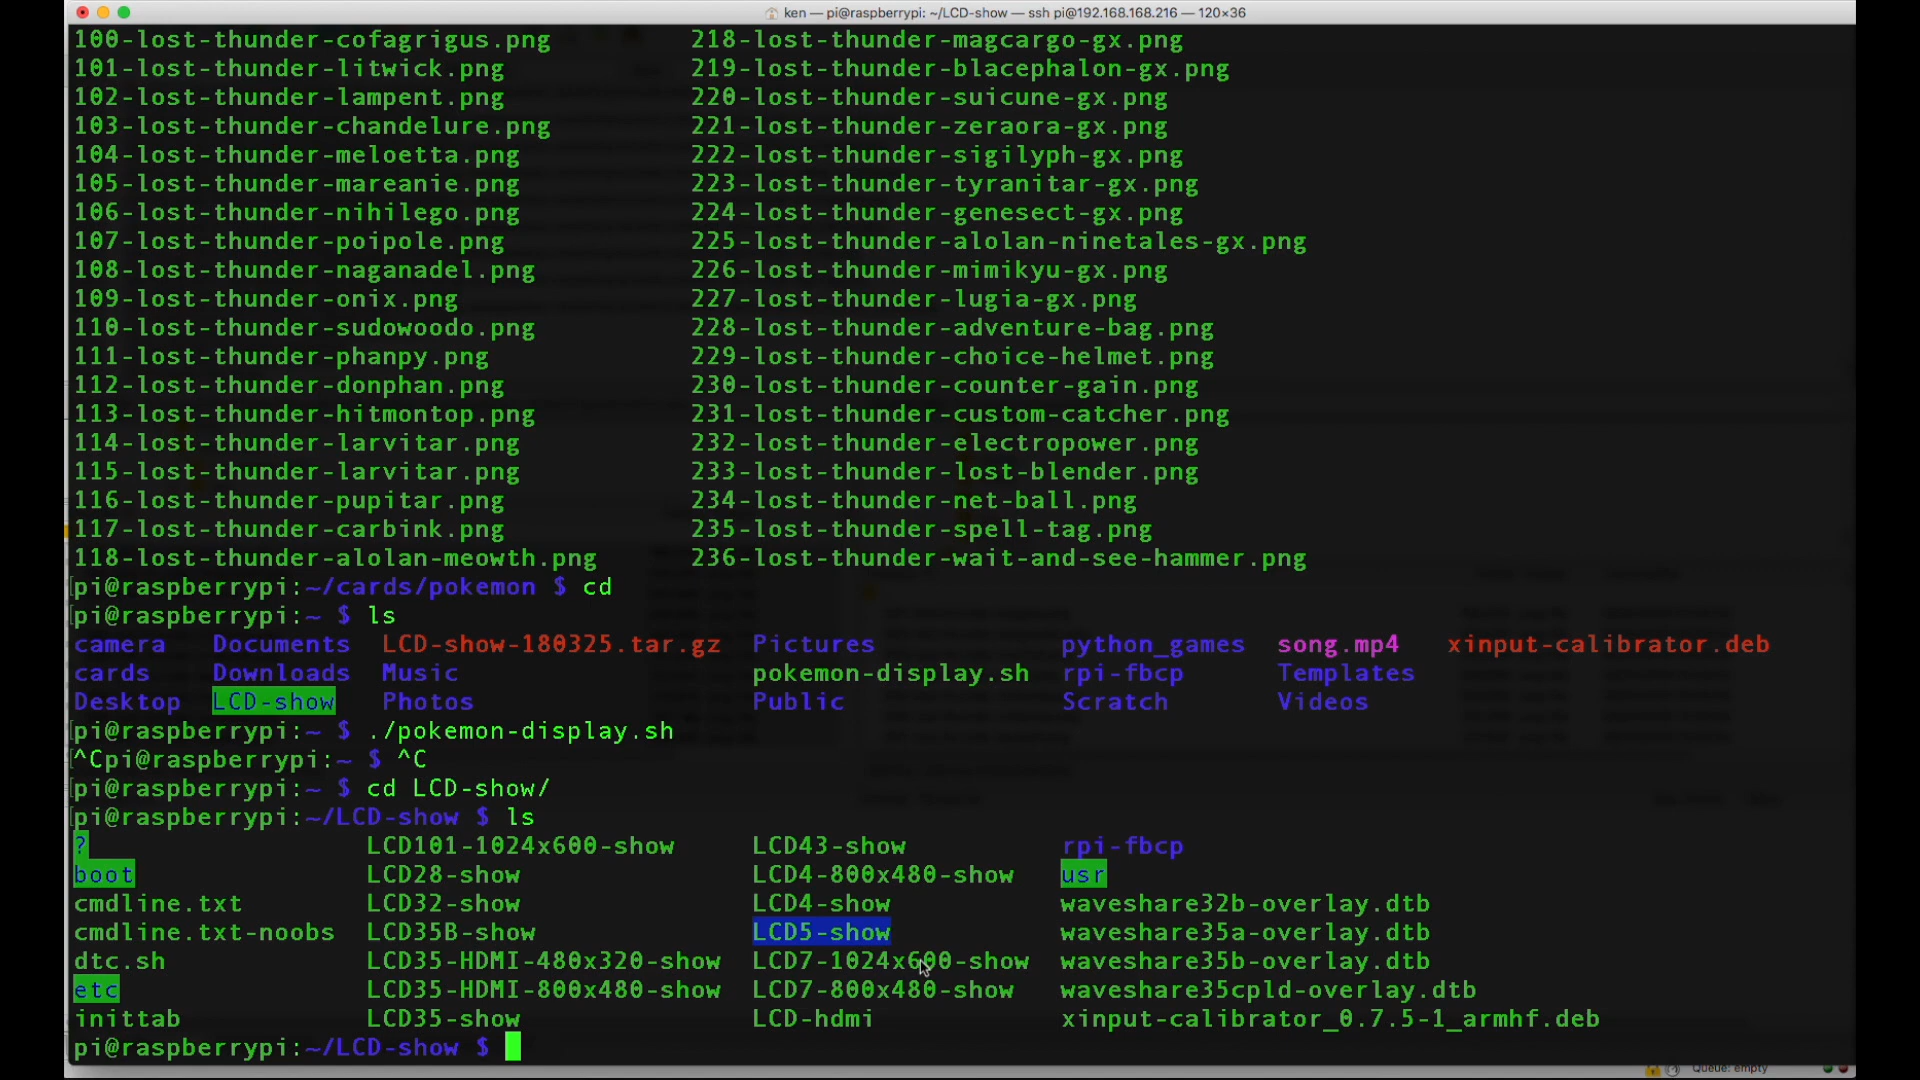 ken — pi@raspberrypi: ~/LCD-show — ssh pi@192.168.168.216 — 120×36
100-lost-thunder-cofagrigus.png 218-lost-thunder-magcargo-gx.png
101-lost-thunder-litwick.png 219-lost-thunder-blacephalon-gx.png
102-lost-thunder-lampent.png 220-lost-thunder-suicune-gx.png
103-lost-thunder-chandelure.png 221-lost-thunder-zeraora-gx.png
104-lost-thunder-meloetta.png 222-lost-thunder-sigilyph-gx.png
105-lost-thunder-mareanie.png 223-lost-thunder-tyranitar-gx.png
106-lost-thunder-nihilego.png 224-lost-thunder-genesect-gx.png
107-lost-thunder-poipole.png 225-lost-thunder-alolan-ninetales-gx.png
108-lost-thunder-naganadel.png 226-lost-thunder-mimikyu-gx.png
109-lost-thunder-onix.png 227-lost-thunder-lugia-gx.png
110-lost-thunder-sudowoodo.png 228-lost-thunder-adventure-bag.png
111-lost-thunder-phanpy.png 229-lost-thunder-choice-helmet.png
112-lost-thunder-donphan.png 230-lost-thunder-counter-gain.png
113-lost-thunder-hitmontop.png 231-lost-thunder-custom-catcher.png
114-lost-thunder-larvitar.png 232-lost-thunder-electropower.png
115-lost-thunder-larvitar.png 233-lost-thunder-lost-blender.png
116-lost-thunder-pupitar.png 234-lost-thunder-net-ball.png
117-lost-thunder-carbink.png 235-lost-thunder-spell-tag.png
118-lost-thunder-alolan-meowth.png 236-lost-thunder-wait-and-see-hammer.png
[pi@raspberrypi:~/cards/pokemon $ cd
[pi@raspberrypi:~ $ ls
camera Documents LCD-show-180325.tar.gz Pictures python_games song.mp4 xinput-calibrator.deb
cards Downloads Music pokemon-display.sh rpi-fbcp Templates
Desktop LCD-show Photos Public Scratch Videos
[pi@raspberrypi:~ $ ./pokemon-display.sh
[^Cpi@raspberrypi:~ $ ^C
[pi@raspberrypi:~ $ cd LCD-show/
[pi@raspberrypi:~/LCD-show $ ls
? LCD101-1024x600-show LCD43-show rpi-fbcp
boot LCD28-show LCD4-800x480-show usr
cmdline.txt LCD32-show LCD4-show waveshare32b-overlay.dtb
cmdline.txt-noobs LCD35B-show LCD5-show waveshare35a-overlay.dtb
dtc.sh LCD35-HDMI-480x320-show LCD7-1024x600-show waveshare35b-overlay.dtb
etc LCD35-HDMI-800x480-show LCD7-800x480-show waveshare35cpld-overlay.dtb
inittab LCD35-show LCD-hdmi xinput-calibrator_0.7.5-1_armhf.deb
pi@raspberrypi:~/LCD-show $
Queue: empty